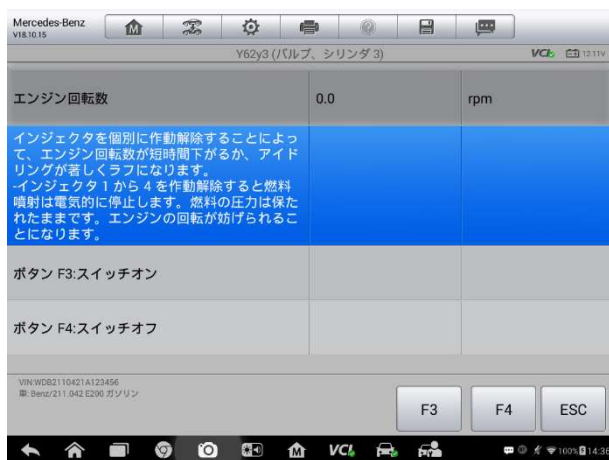 Mercedes-Benz
V18.10.15
Y62y3 (バルブ、シリンダ 3)
VCI
12.11V
エンジン回転数 0.0 rpm
インジェクタを個別に作動解除することによっ
て、エンジン回転数が短時間下がるか、アイド
リングが著しくラフになります。
-インジェクタ 1 から 4 を作動解除すると燃料
噴射は電気的に停止します。燃料の圧力は保た
れたままです。エンジンの回転が妨げられるこ
とになります。
ボタン F3:スイッチオン
ボタン F4:スイッチオフ
VIN:WDB2110421A123456
車: Benz/211.042 E200 ガソリン
F3 F4 ESC
VCI 100% 14:36